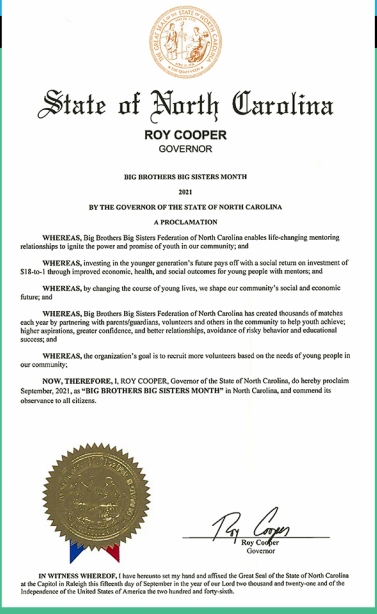 State of North Carolina
ROY COOPER
GOVERNOR
BIG BROTHERS BIG SISTERS MONTH
2021
BY THE GOVERNOR OF THE STATE OF NORTH CAROLINA
A PROCLAMATION
WHEREAS, Big Brothers Big Sisters Federation of North Carolina enables life-changing mentoring
relationships to ignite the power and promise of youth in our community; and
WHEREAS, investing in the younger generation's future pays off with a social return on investment of
$18-to-1 through improved economic, health, and social outcomes for young people with mentors; and
WHEREAS, by changing the course of young lives, we shape our community's social and economic
future; and
WHEREAS, Big Brothers Big Sisters Federation of North Carolina has created thousands of matches
each year by partnering with parents/guardians, volunteers and others in the community to help youth achieve;
higher aspirations, greater confidence, and better relationships, avoidance of risky behavior and educational
success; and
WHEREAS, the organization's goal is to recruit more volunteers based on the needs of young people in
our community;
NOW, THEREFORE, I, ROY COOPER, Governor of the State of North Carolina, do hereby proclaim
September, 2021, as "BIG BROTHERS BIG SISTERS MONTH" in North Carolina, and commend its
observance to all citizens.
Roy Cooper
Roy Cooper
Governor
IN WITNESS WHEREOF, I have hereunto set my hand and affixed the Great Seal of the State of North Carolina
at the Capitol in Raleigh this fifteenth day of September in the year of our Lord two thousand and twenty-one and of the
Independence of the United States of America the two hundred and forty-sixth.